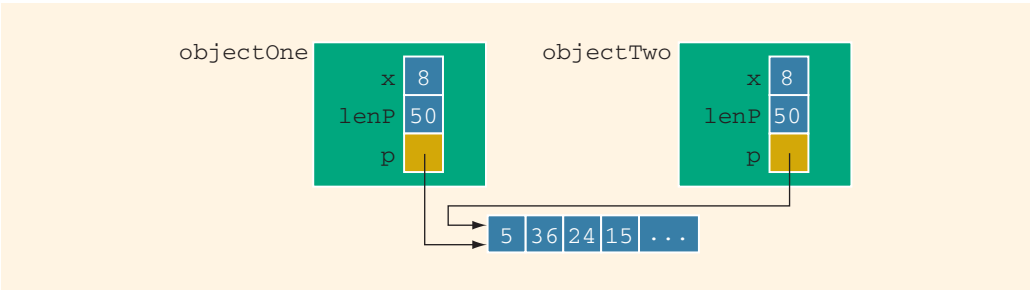 objectOne objectTwo
x 8 x 8
lenP 50 lenP 50
p p
5 36 24 15 ...